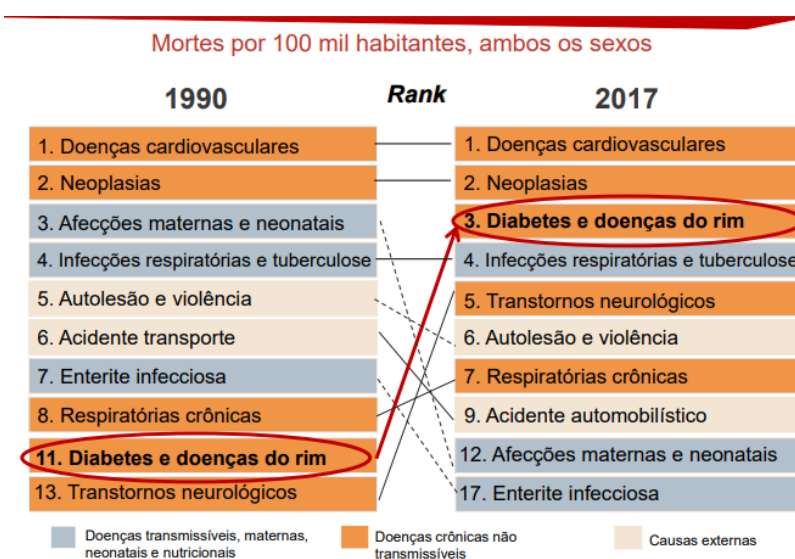 Mortes por 100 mil habitantes, ambos os sexos
1990
Rank
2017
1. Doenças cardiovasculares
2. Neoplasias
3. Afecções maternas e neonatais
4. Infecções respiratórias e tuberculose
5. Autolesão e violência
6. Acidente transporte
7. Enterite infecciosa
8. Respiratórias crônicas
11. Diabetes e doenças do rim
13. Transtornos neurológicos
1. Doenças cardiovasculares
2. Neoplasias
3. Diabetes e doenças do rim
4. Infecções respiratórias e tuberculose
5. Transtornos neurológicos
6. Autolesão e violência
7. Respiratórias crônicas
9. Acidente automobilístico
12. Afecções maternas e neonatais
17. Enterite infecciosa
Doenças transmissíveis, maternas,
neonatais e nutricionais
Doenças crônicas não
transmissíveis
Causas externas